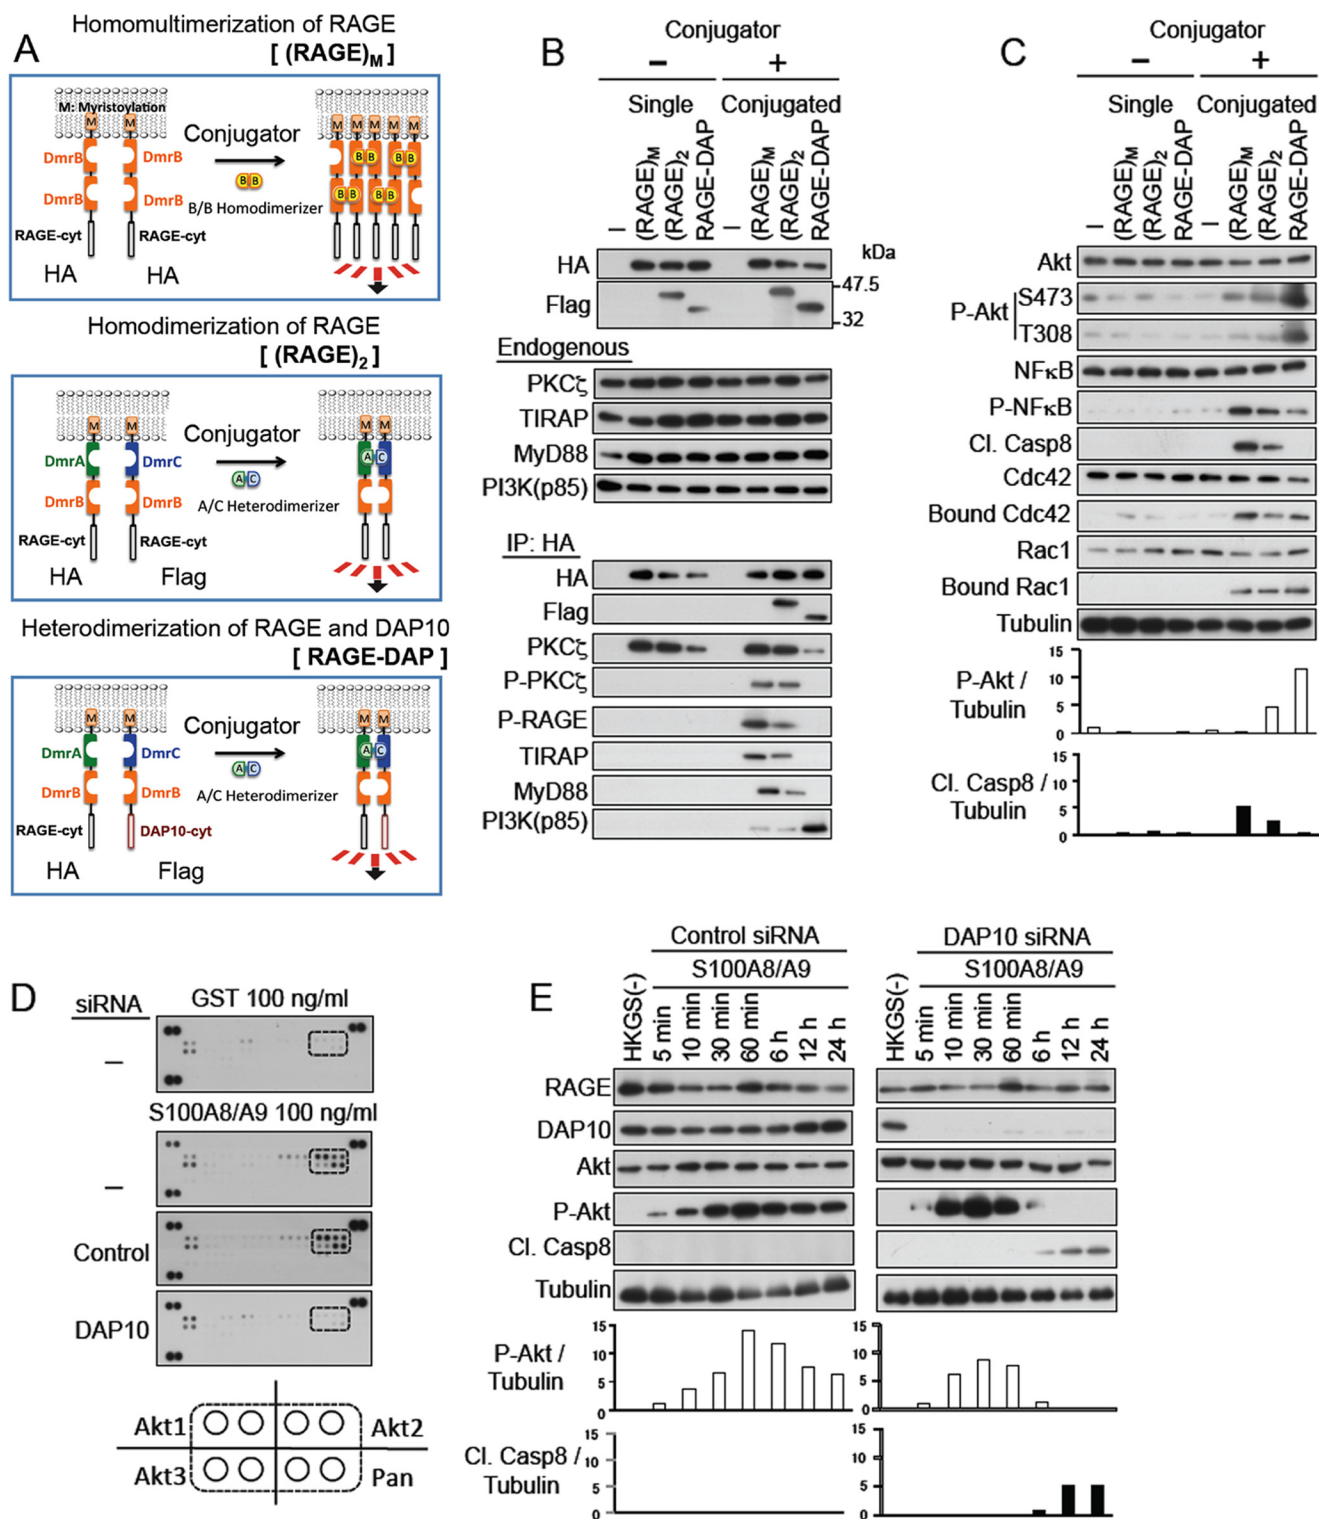 A
Homomultimerization of RAGE
[ (RAGE)M ]
M: Myristoylation
M M
M M M M M
Conjugator
DmrB DmrB
B B B B
B B
DmrB DmrB
B B B B
B/B Homodimerizer
RAGE-cyt RAGE-cyt
HA HA
Homodimerization of RAGE
[ (RAGE)2 ]
M M
M M
Conjugator
DmrA DmrC
A C
A C
DmrB DmrB
A/C Heterodimerizer
RAGE-cyt RAGE-cyt
HA Flag
Heterodimerization of RAGE and DAP10
[ RAGE-DAP ]
M M
M M
Conjugator
DmrA DmrC
A C
A C
DmrB DmrB
A/C Heterodimerizer
RAGE-cyt DAP10-cyt
HA Flag
B
Conjugator
− +
Single Conjugated
– (RAGE)M (RAGE)2 RAGE-DAP – (RAGE)M (RAGE)2 RAGE-DAP
kDa
HA
Flag
47.5
32
Endogenous
PKCζ
TIRAP
MyD88
PI3K(p85)
IP: HA
HA
Flag
PKCζ
P-PKCζ
P-RAGE
TIRAP
MyD88
PI3K(p85)
C
Conjugator
− +
Single Conjugated
– (RAGE)M (RAGE)2 RAGE-DAP – (RAGE)M (RAGE)2 RAGE-DAP
Akt
P-Akt S473
T308
NFκB
P-NFκB
Cl. Casp8
Cdc42
Bound Cdc42
Rac1
Bound Rac1
Tubulin
P-Akt / Tubulin
15
10
5
0
Cl. Casp8 / Tubulin
15
10
5
0
D
siRNA GST 100 ng/ml
–
S100A8/A9 100 ng/ml
–
Control
DAP10
Akt1 Akt2
Akt3 Pan
E
Control siRNA
S100A8/A9
HKGS(-) 5 min 10 min 30 min 60 min 6 h 12 h 24 h
DAP10 siRNA
S100A8/A9
HKGS(-) 5 min 10 min 30 min 60 min 6 h 12 h 24 h
RAGE
DAP10
Akt
P-Akt
Cl. Casp8
Tubulin
P-Akt / Tubulin
15
10
5
0
15
10
5
0
Cl. Casp8 / Tubulin
15
10
5
0
15
10
5
0